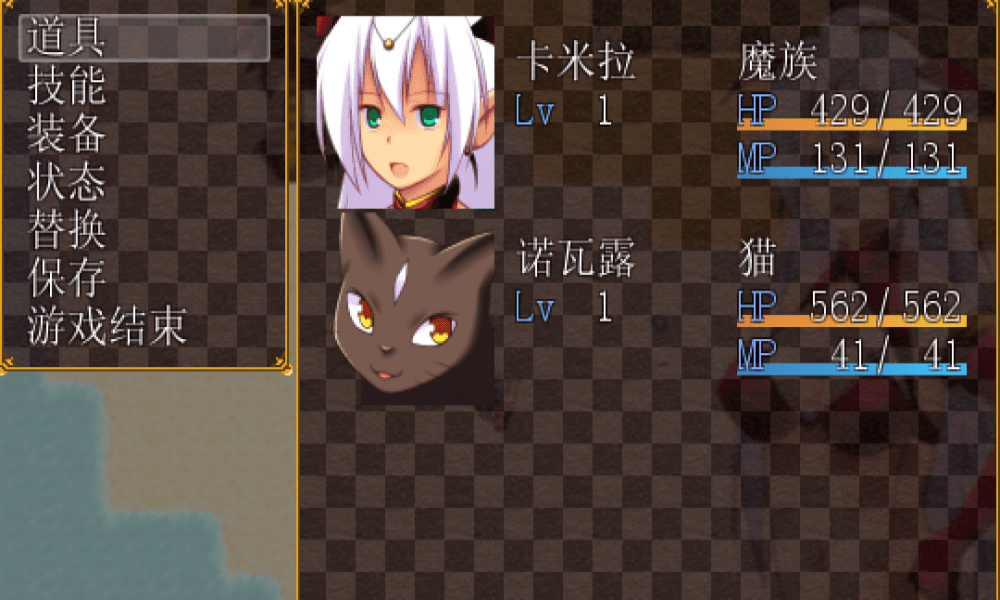 道具
技能
装备
状态
替换
保存
游戏结束
卡米拉 魔族
Lv 1 HP 429/429
MP 131/131
诺瓦露 猫
Lv 1 HP 562/562
MP 41/41